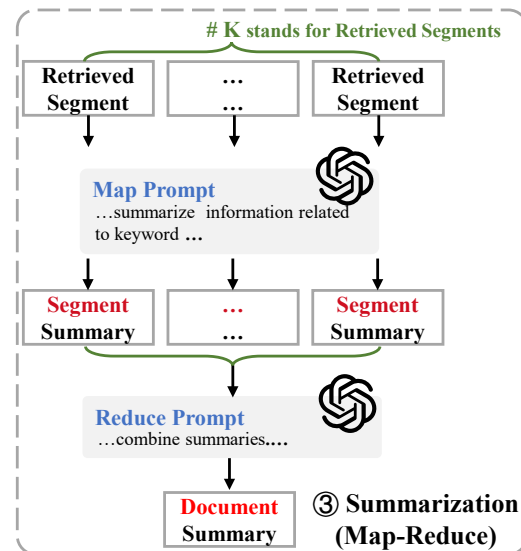 # K stands for Retrieved Segments
Retrieved
Segment
...
...
Retrieved
Segment
Map Prompt
...summarize information related
to keyword ...
Segment
Summary
...
...
Segment
Summary
Reduce Prompt
...combine summaries....
Document
Summary
③ Summarization
(Map-Reduce)